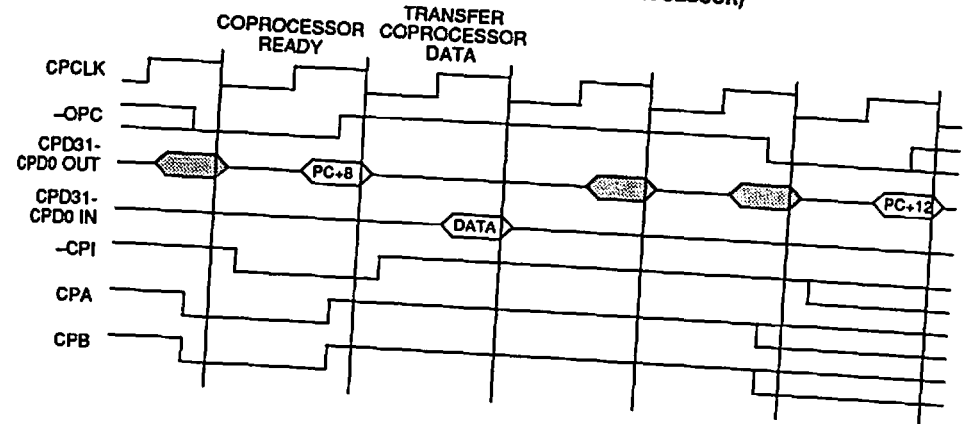 COPROCESSOR
READY
TRANSFER
COPROCESSOR
DATA
CPCLK
–OPC
CPD31-
CPD0 OUT
PC+8
PC+12
CPD31-
CPD0 IN
DATA
–CPI
CPA
CPB